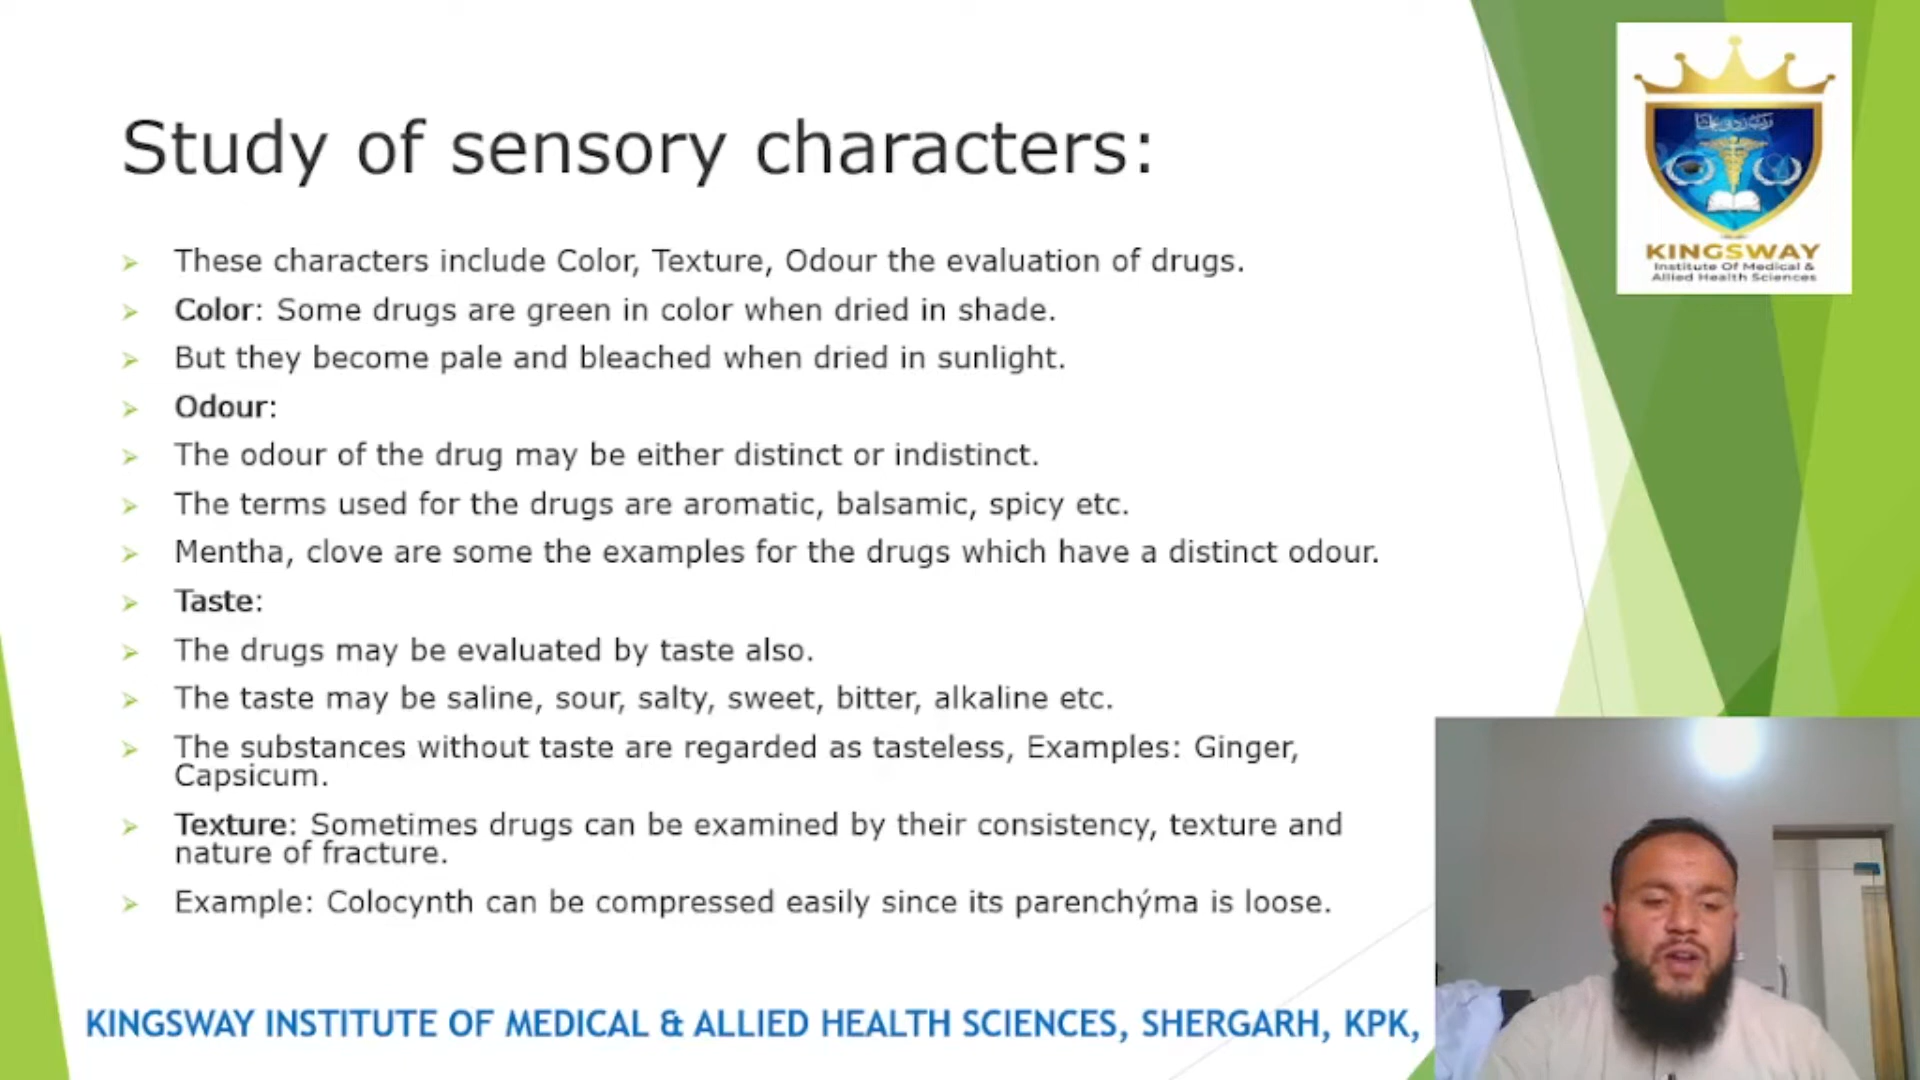 Study of sensory characters:
These characters include Color, Texture, Odour the evaluation of drugs.
Color: Some drugs are green in color when dried in shade.
But they become pale and bleached when dried in sunlight.
Odour:
The odour of the drug may be either distinct or indistinct.
The terms used for the drugs are aromatic, balsamic, spicy etc.
Mentha, clove are some the examples for the drugs which have a distinct odour.
Taste:
The drugs may be evaluated by taste also.
The taste may be saline, sour, salty, sweet, bitter, alkaline etc.
The substances without taste are regarded as tasteless, Examples: Ginger,
Capsicum.
Texture: Sometimes drugs can be examined by their consistency, texture and
nature of fracture.
Example: Colocynth can be compressed easily since its parenchýma is loose.
KINGSWAY INSTITUTE OF MEDICAL & ALLIED HEALTH SCIENCES, SHERGARH, KPK,
KINGSWAY
Institute Of Medical &
Allied Health Sciences